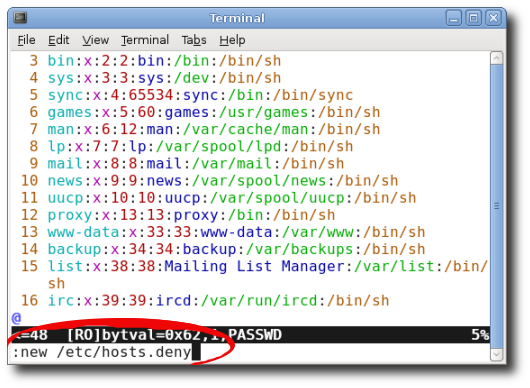 Terminal
File Edit View Terminal Tabs Help
3 bin:x:2:2:bin:/bin:/bin/sh
4 sys:x:3:3:sys:/dev:/bin/sh
5 sync:x:4:65534:sync:/bin:/bin/sync
6 games:x:5:60:games:/usr/games:/bin/sh
7 man:x:6:12:man:/var/cache/man:/bin/sh
8 lp:x:7:7:lp:/var/spool/lpd:/bin/sh
9 mail:x:8:8:mail:/var/mail:/bin/sh
10 news:x:9:9:news:/var/spool/news:/bin/sh
11 uucp:x:10:10:uucp:/var/spool/uucp:/bin/sh
12 proxy:x:13:13:proxy:/bin:/bin/sh
13 www-data:x:33:33:www-data:/var/www:/bin/sh
14 backup:x:34:34:backup:/var/backups:/bin/sh
15 list:x:38:38:Mailing List Manager:/var/list:/bin/
sh
16 irc:x:39:39:ircd:/var/run/ircd:/bin/sh
@
=48 [RO]bytval=0x62,1,PASSWD 5%
:new /etc/hosts.deny